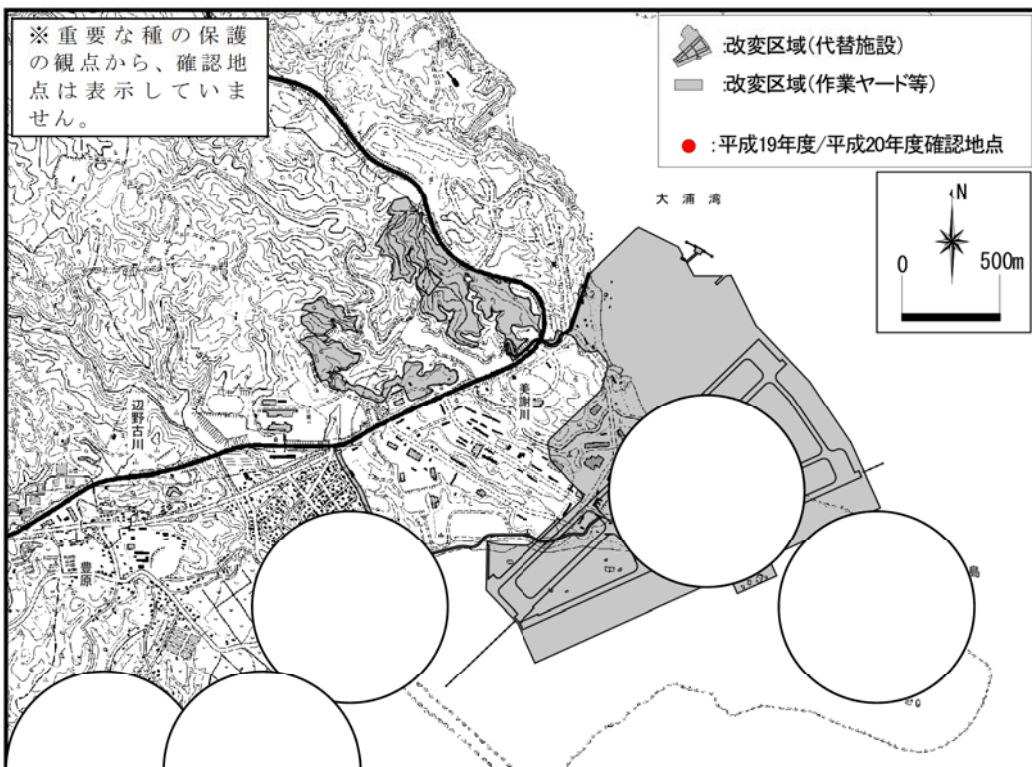 ※重要な種の保護
の観点から、確認地
点は表示していま
せん。
:改変区域(代替施設)
:改変区域(作業ヤード等)
:平成19年度/平成20年度確認地点
大浦湾
N
0 500m
美謝川
辺野古川
豊原
島